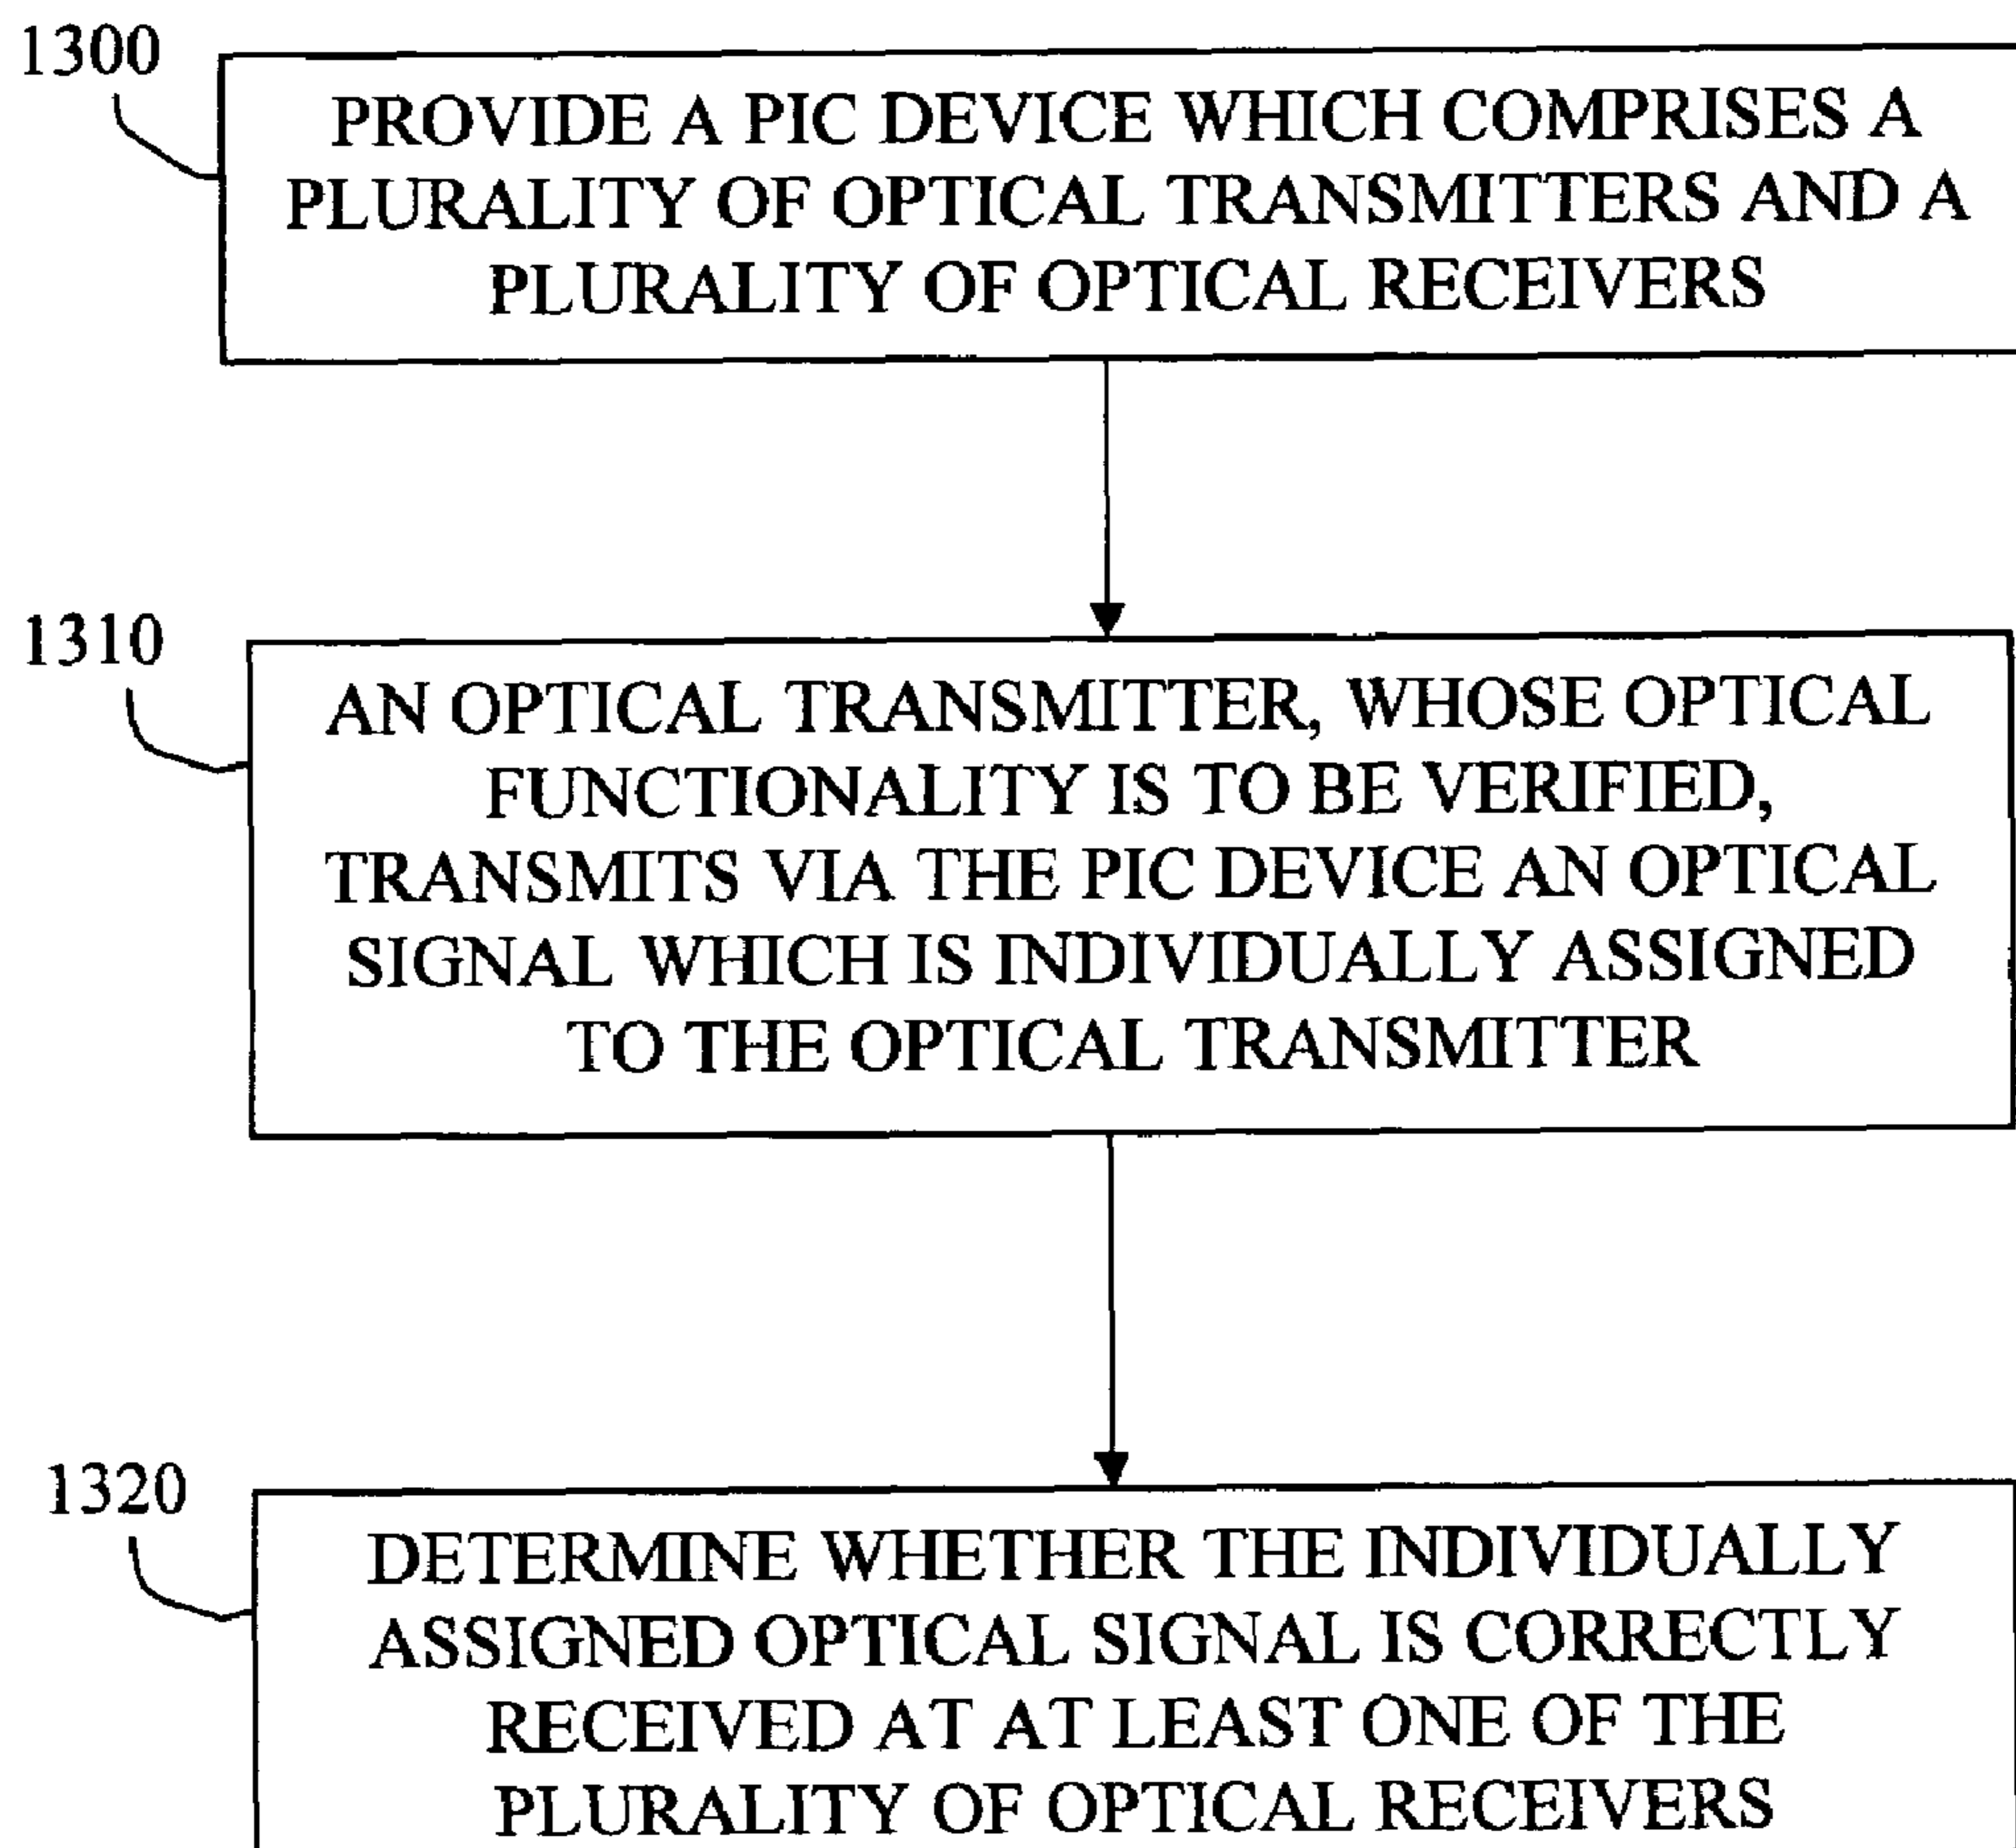 1300
PROVIDE A PIC DEVICE WHICH COMPRISES A
PLURALITY OF OPTICAL TRANSMITTERS AND A
PLURALITY OF OPTICAL RECEIVERS
1310
AN OPTICAL TRANSMITTER, WHOSE OPTICAL
FUNCTIONALITY IS TO BE VERIFIED,
TRANSMITS VIA THE PIC DEVICE AN OPTICAL
SIGNAL WHICH IS INDIVIDUALLY ASSIGNED
TO THE OPTICAL TRANSMITTER
1320
DETERMINE WHETHER THE INDIVIDUALLY
ASSIGNED OPTICAL SIGNAL IS CORRECTLY
RECEIVED AT AT LEAST ONE OF THE
PLURALITY OF OPTICAL RECEIVERS